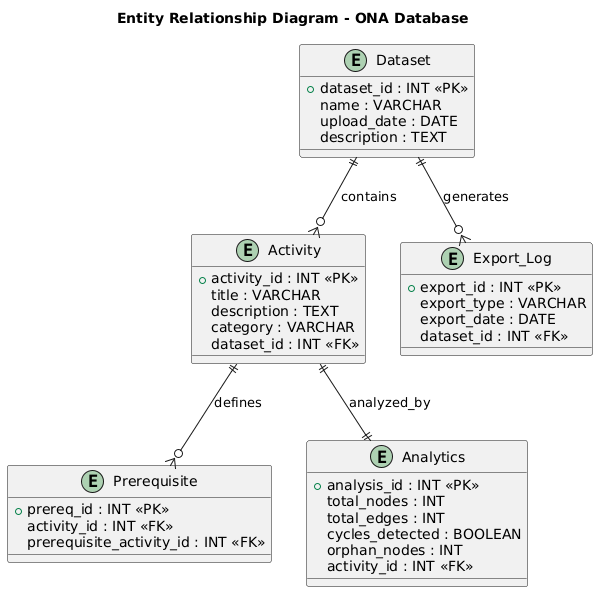 Entity Relationship Diagram - ONA Database
E Dataset
dataset_id : INT «PK»
name : VARCHAR
upload_date : DATE
description : TEXT
contains
generates
E Activity
activity_id : INT «PK»
title : VARCHAR
description : TEXT
category : VARCHAR
dataset_id : INT «FK»
E Export_Log
export_id : INT «PK»
export_type : VARCHAR
export_date : DATE
dataset_id : INT «FK»
defines
analyzed_by
E Prerequisite
prereq_id : INT «PK»
activity_id : INT «FK»
prerequisite_activity_id : INT «FK»
E Analytics
analysis_id : INT «PK»
total_nodes : INT
total_edges : INT
cycles_detected : BOOLEAN
orphan_nodes : INT
activity_id : INT «FK»